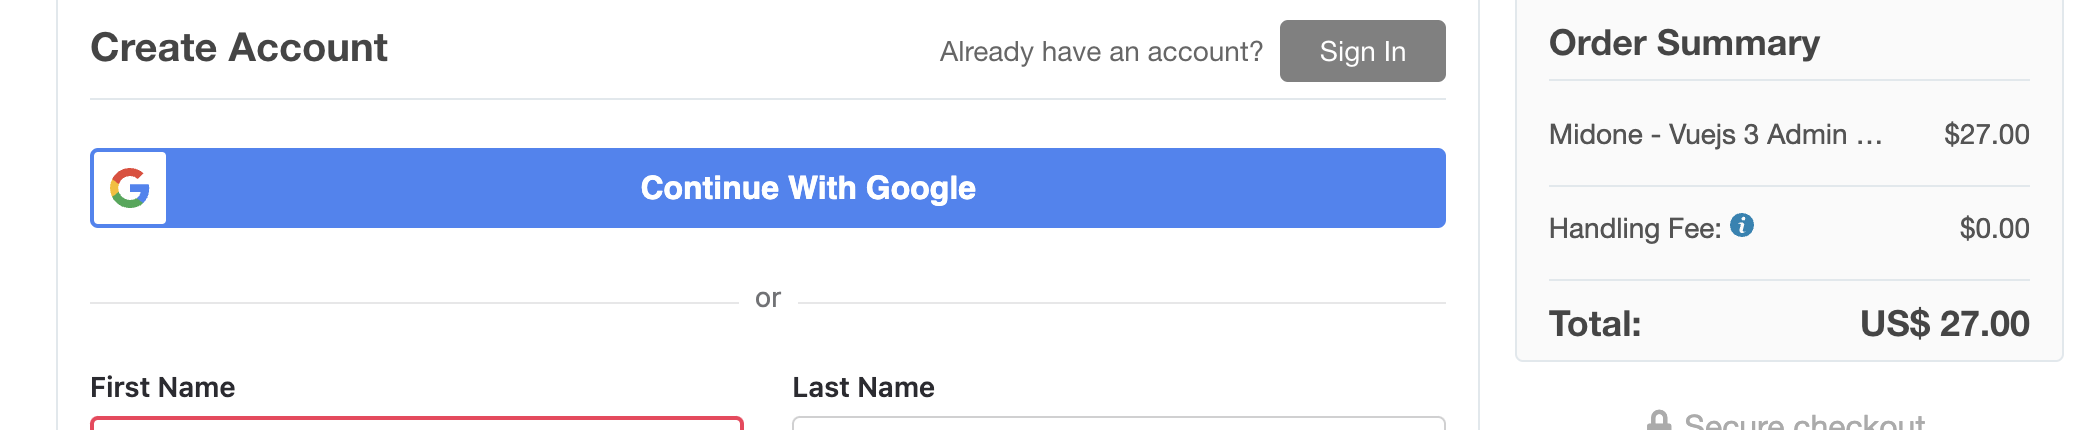 Create Account
Already have an account?
Sign In
Continue With Google
or
First Name
Last Name
Order Summary
Midone - Vuejs 3 Admin ... $27.00
Handling Fee: $0.00
Total: US$ 27.00
Secure checkout